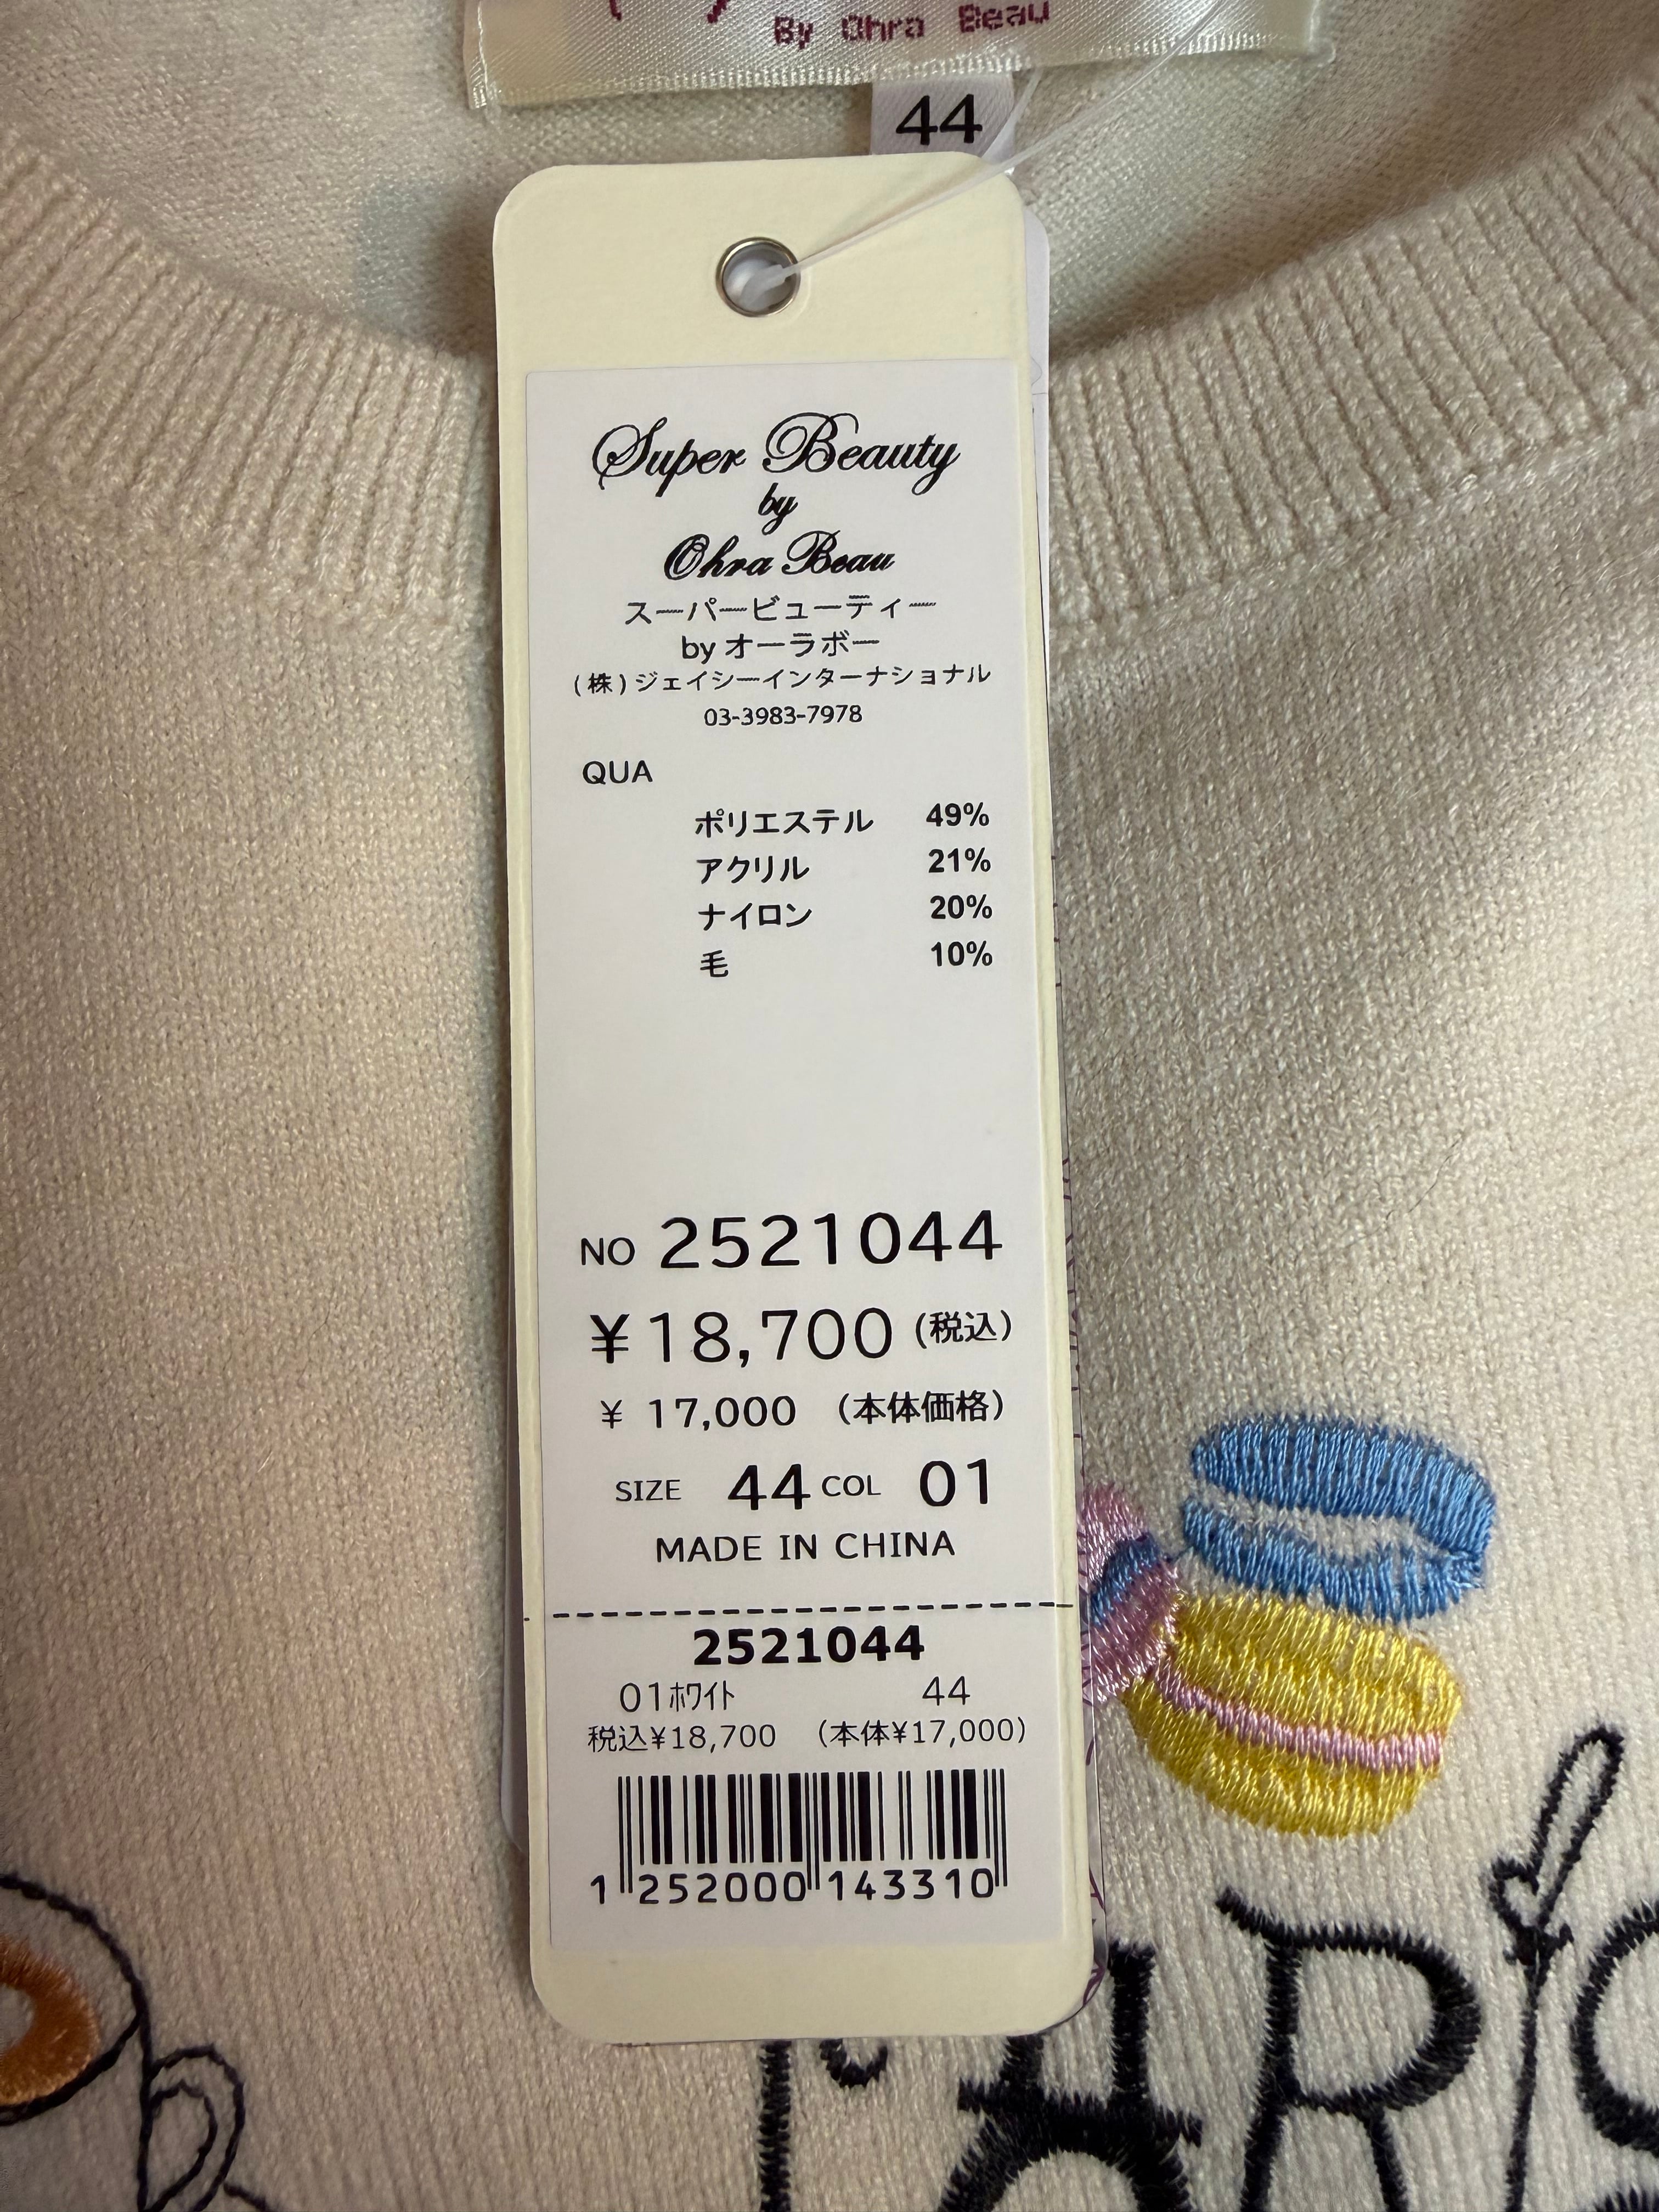 By Ohra Beau
44
Super Beauty
by
Ohra Beau
スーパービューティー
by オーラボー
(株)ジェイシーインターナショナル
03-3983-7978
QUA
ポリエステル 49%
アクリル 21%
ナイロン 20%
毛 10%
NO 2521044
¥18,700 (税込)
¥ 17,000 (本体価格)
SIZE 44 COL 01
MADE IN CHINA
2521044
01ﾎﾜｲﾄ 44
税込¥18,700 (本体¥17,000)
1 252000 143310